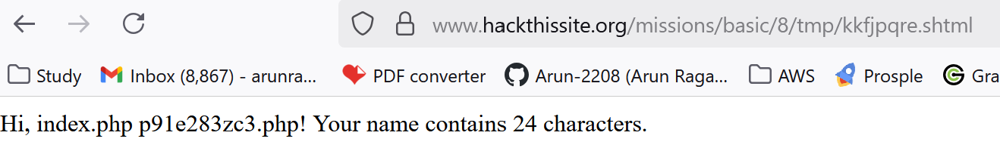 www.hackthissite.org/missions/basic/8/tmp/kkfjpqre.shtml
Study Inbox (8,867) - arunra... PDF converter Arun-2208 (Arun Raga... AWS Prosple Gra
Hi, index.php p91e283zc3.php! Your name contains 24 characters.